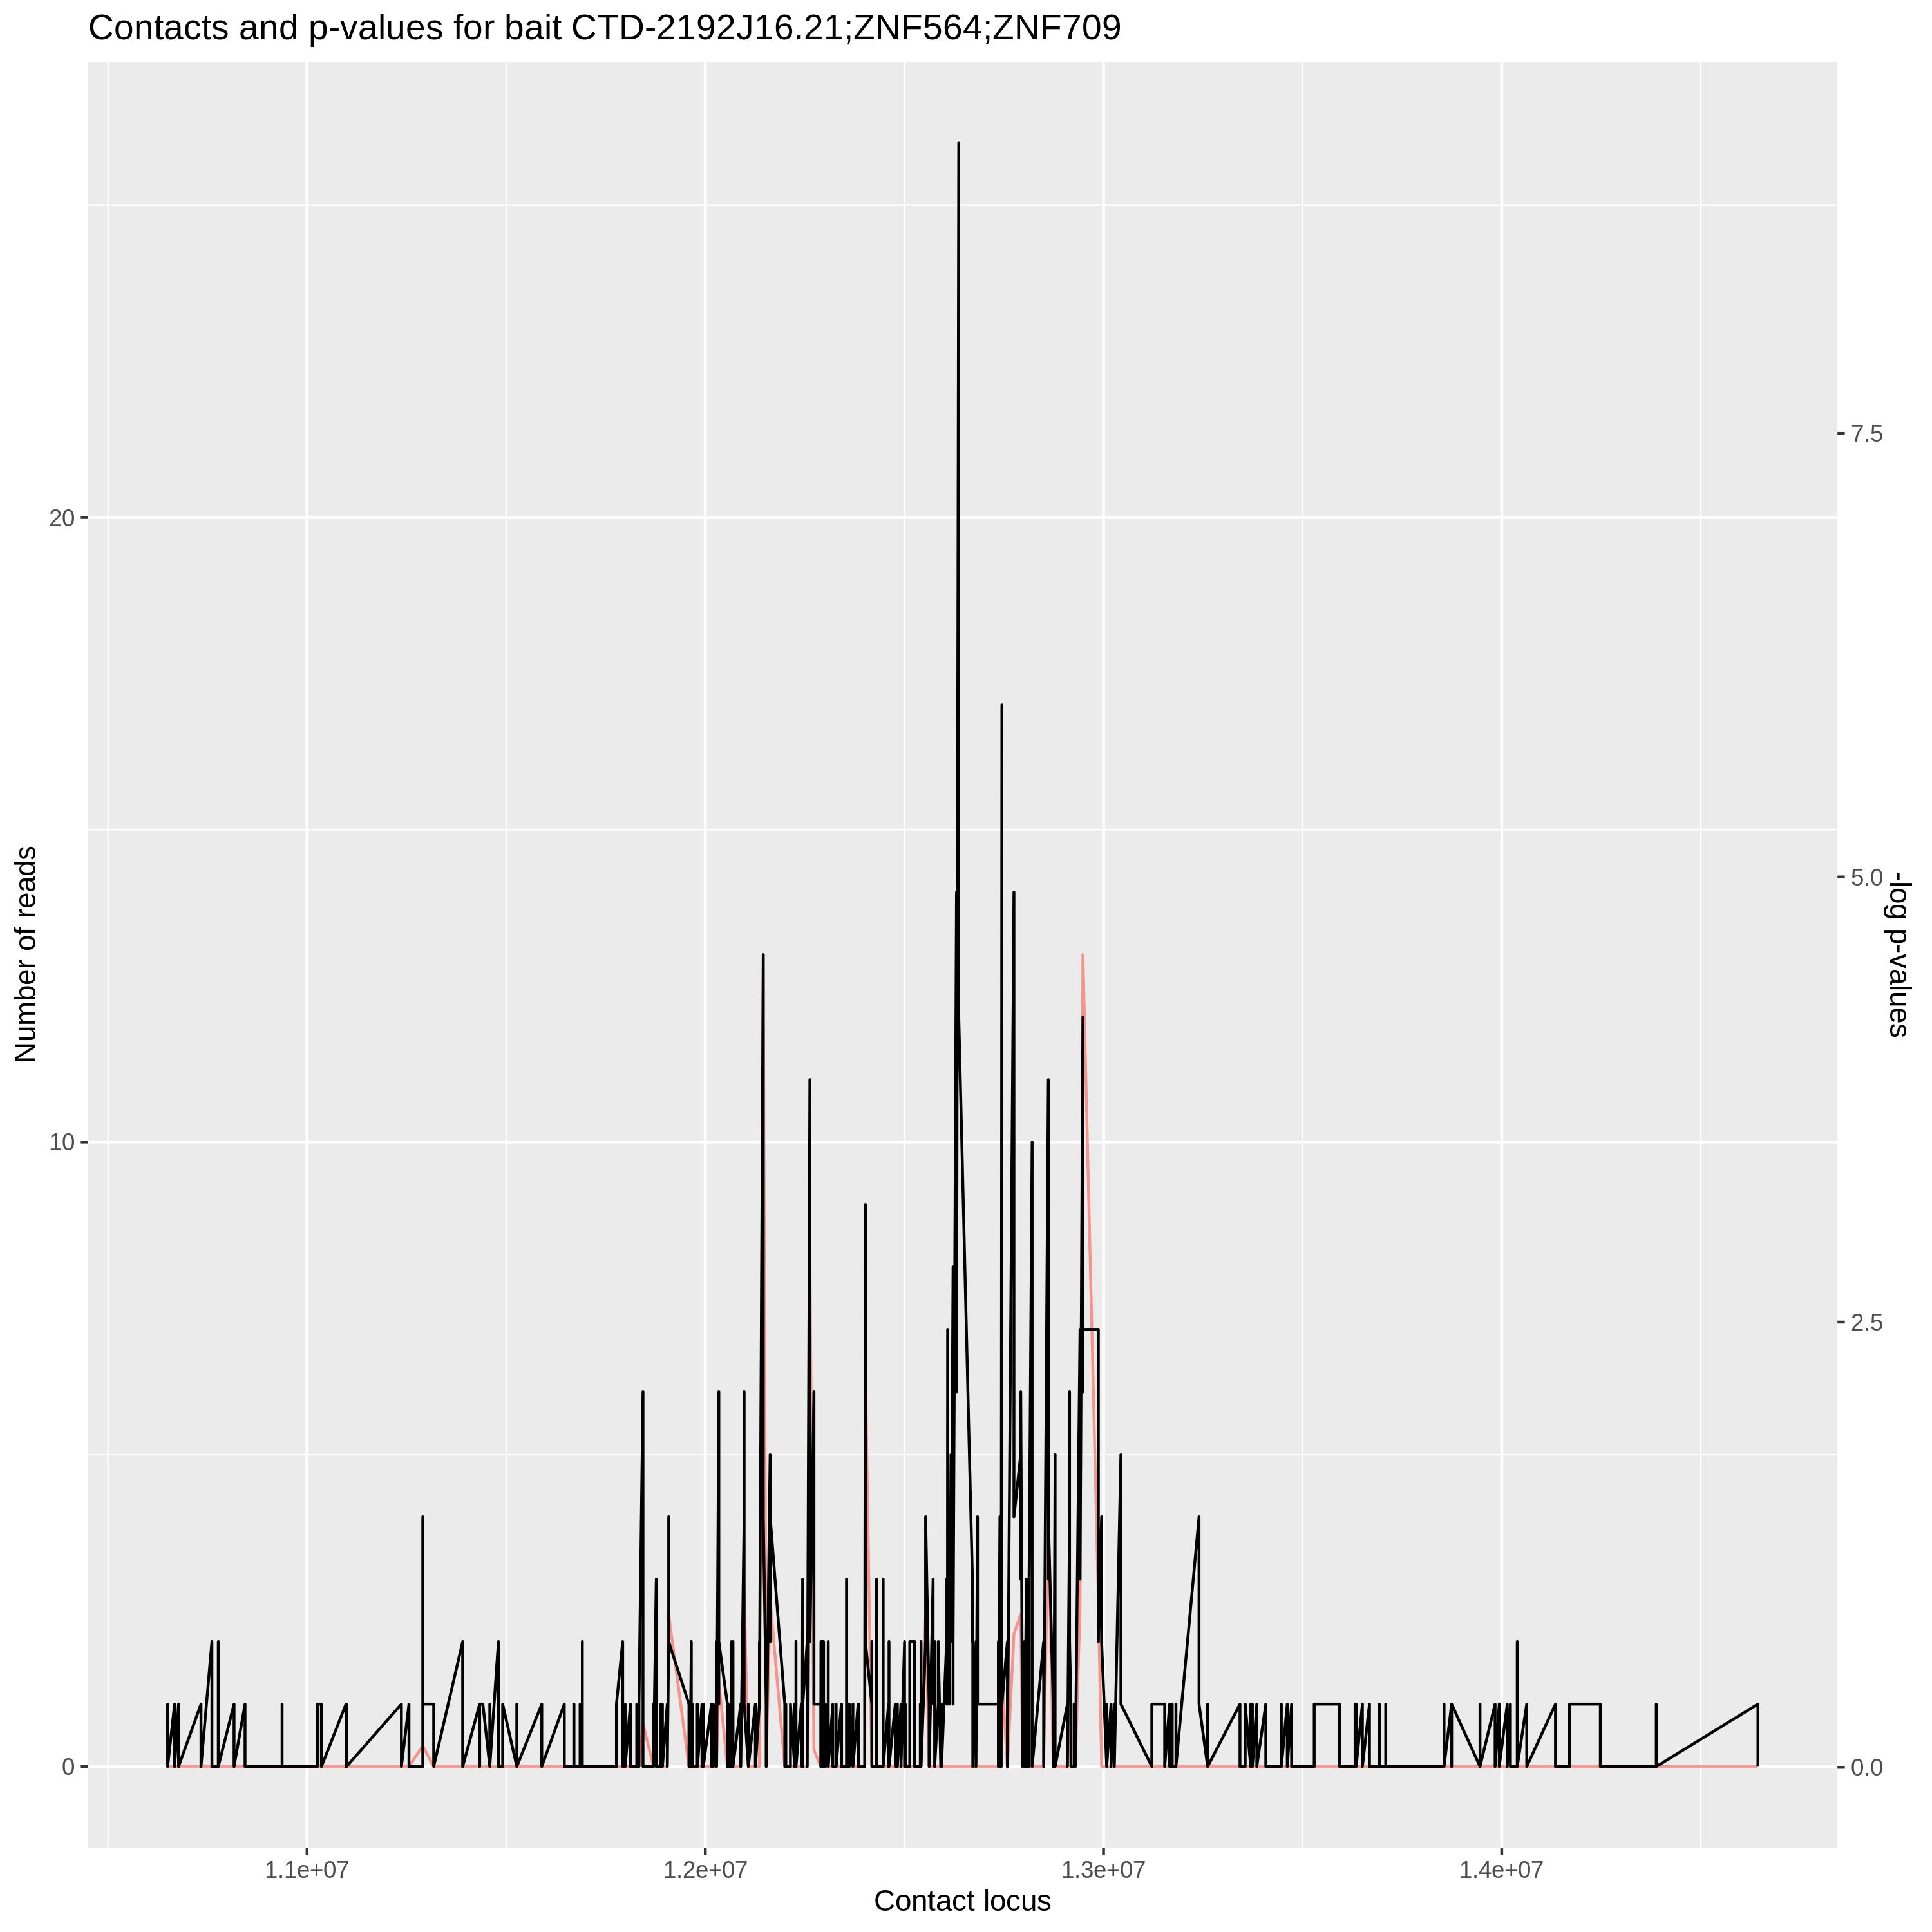 Contacts and p-values for bait CTD-2192J16.21;ZNF564;ZNF709
Number of reads
20
10
0
7.5
5.0
2.5
0.0
-log p-values
1.1e+07 1.2e+07 1.3e+07 1.4e+07
Contact locus